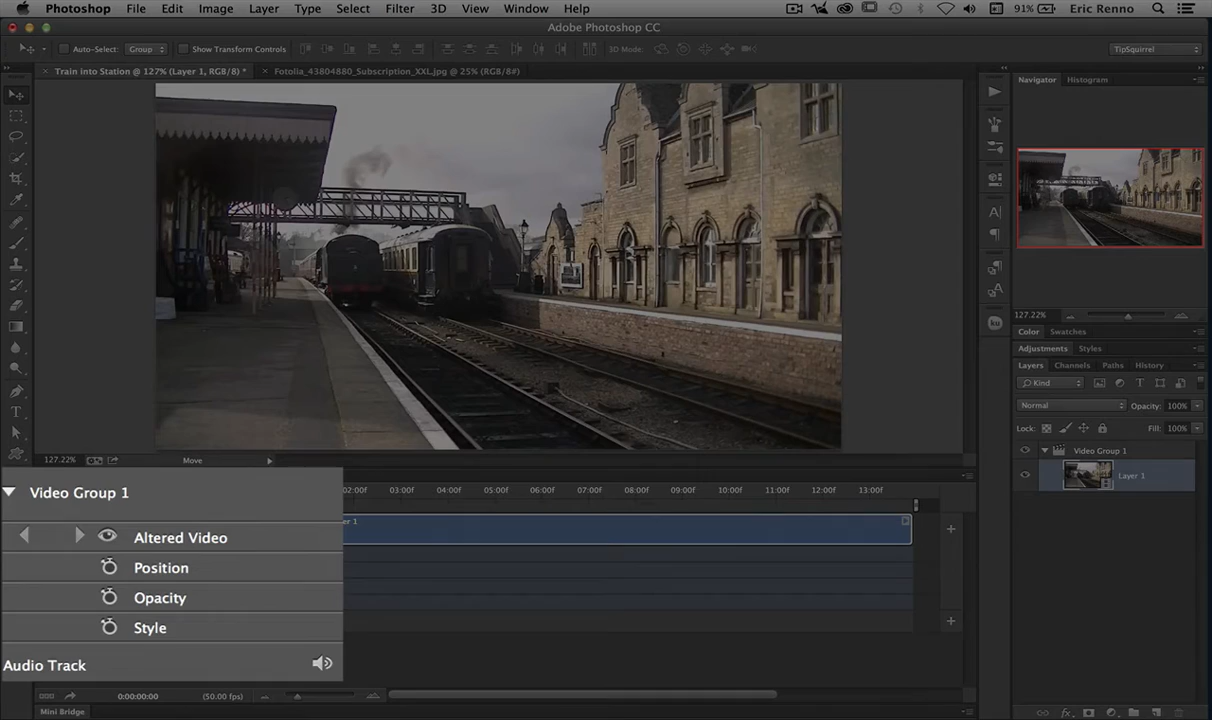 Photoshop File Edit Image Layer Type Select Filter 3D View Window Help 91% Eric Renno
Adobe Photoshop CC
Auto-Select: Group Show Transform Controls 3D Mode: TipSquirrel
Train into Station @ 127% (Layer 1, RGB/8) * Fotolia_43804880_Subscription_XXL.jpg @ 25% (RGB/8#)
Navigator Histogram
127.22%
Color Swatches
Adjustments Styles
Layers Channels Paths History
Kind
Normal Opacity: 100%
Lock: Fill: 100%
Video Group 1
Layer 1
127.22% Move
02:00f 03:00f 04:00f 05:00f 06:00f 07:00f 08:00f 09:00f 10:00f 11:00f 12:00f 13:00f
Video Group 1
er 1
Altered Video
Position
Opacity
Style
Audio Track
0:00:00:00 (50.00 fps)
Mini Bridge